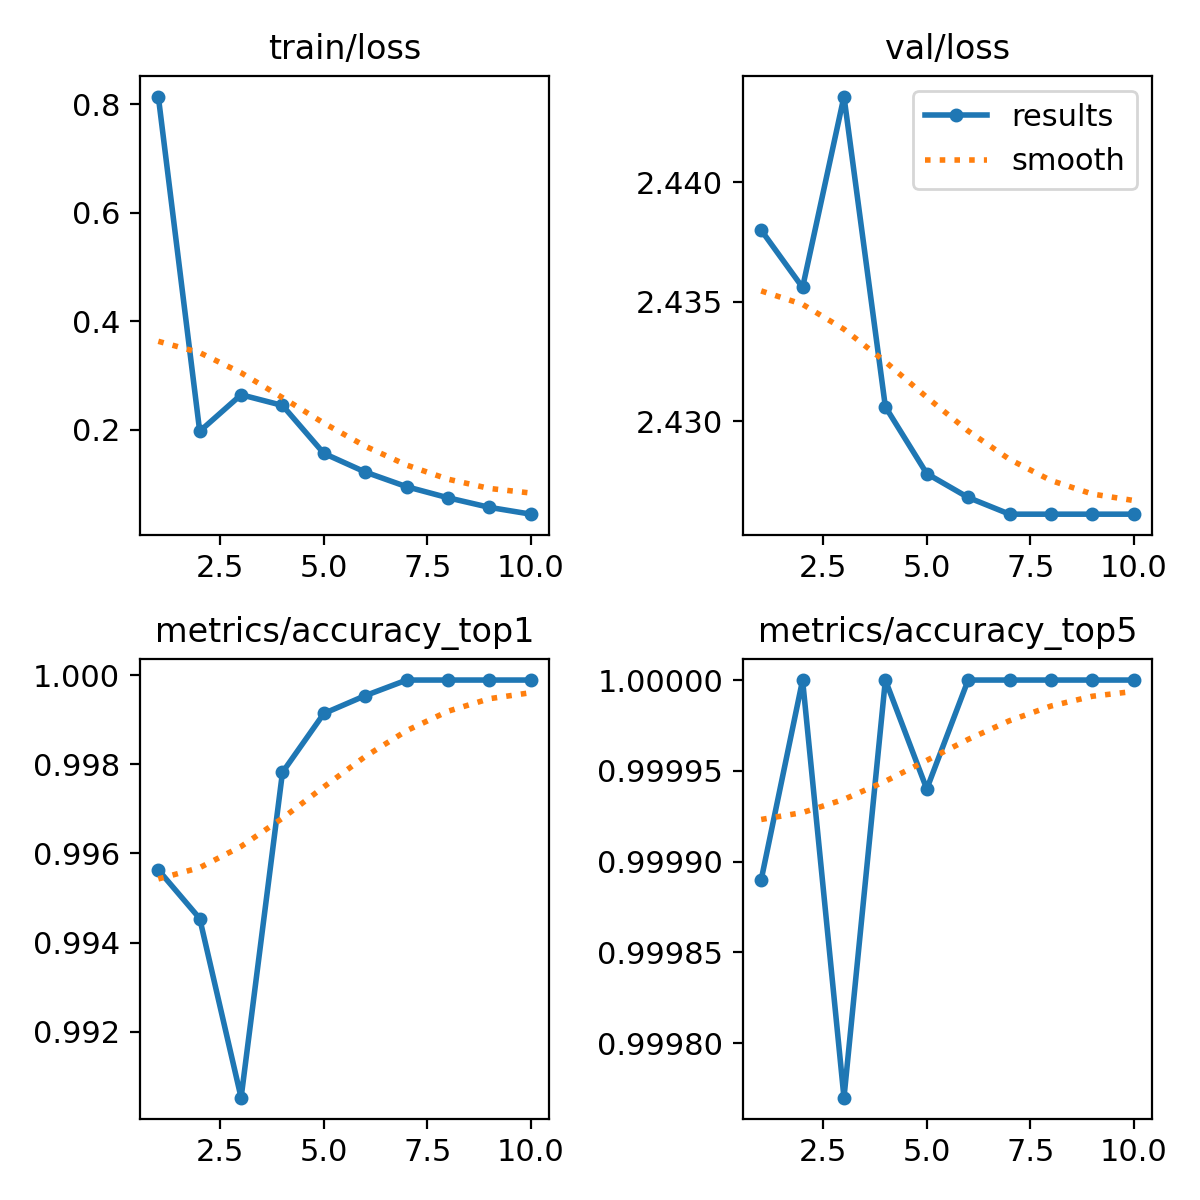 train/loss
0.8
0.6
0.4
0.2
2.5 5.0 7.5 10.0
val/loss
results
smooth
2.440
2.435
2.430
2.5 5.0 7.5 10.0
metrics/accuracy_top1
1.000
0.998
0.996
0.994
0.992
2.5 5.0 7.5 10.0
metrics/accuracy_top5
1.00000
0.99995
0.99990
0.99985
0.99980
2.5 5.0 7.5 10.0